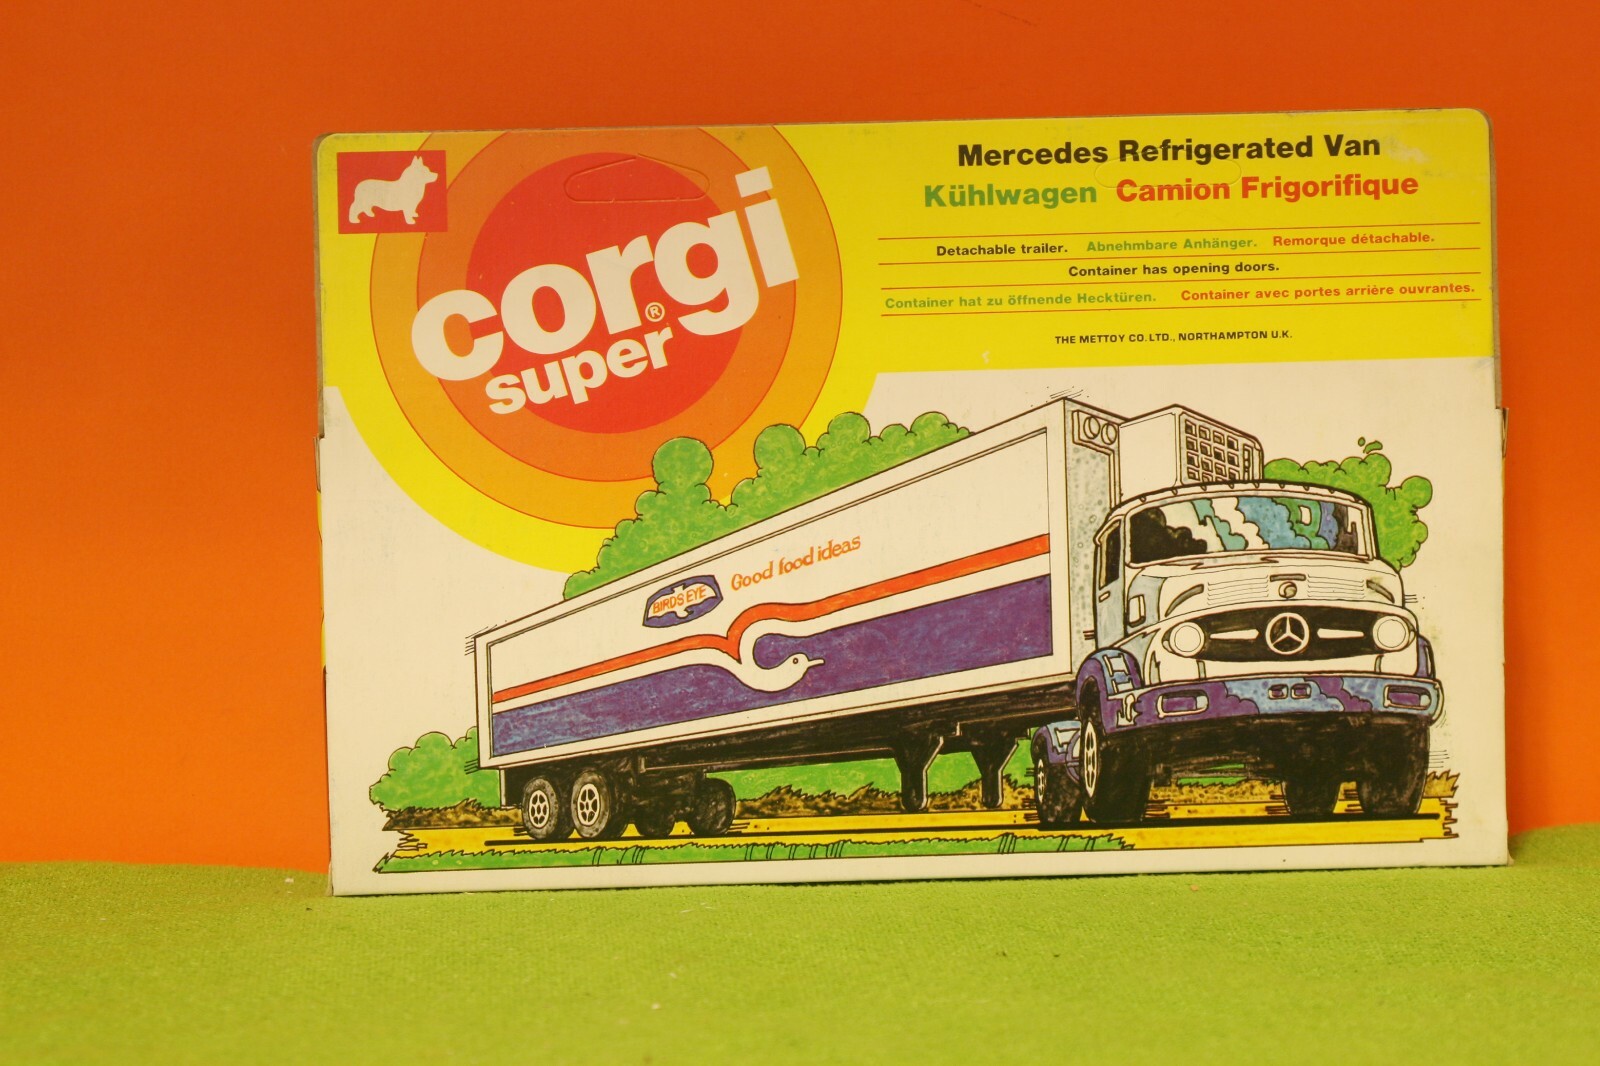 corgi®
super
Mercedes Refrigerated Van
Kühlwagen Camion Frigorifique
Detachable trailer. Abnehmbare Anhänger. Remorque détachable.
Container has opening doors.
Container hat zu öffnende Hecktüren. Container avec portes arrière ouvrantes.
THE METTOY CO. LTD., NORTHAMPTON U.K.
BIRDS EYE Good food ideas